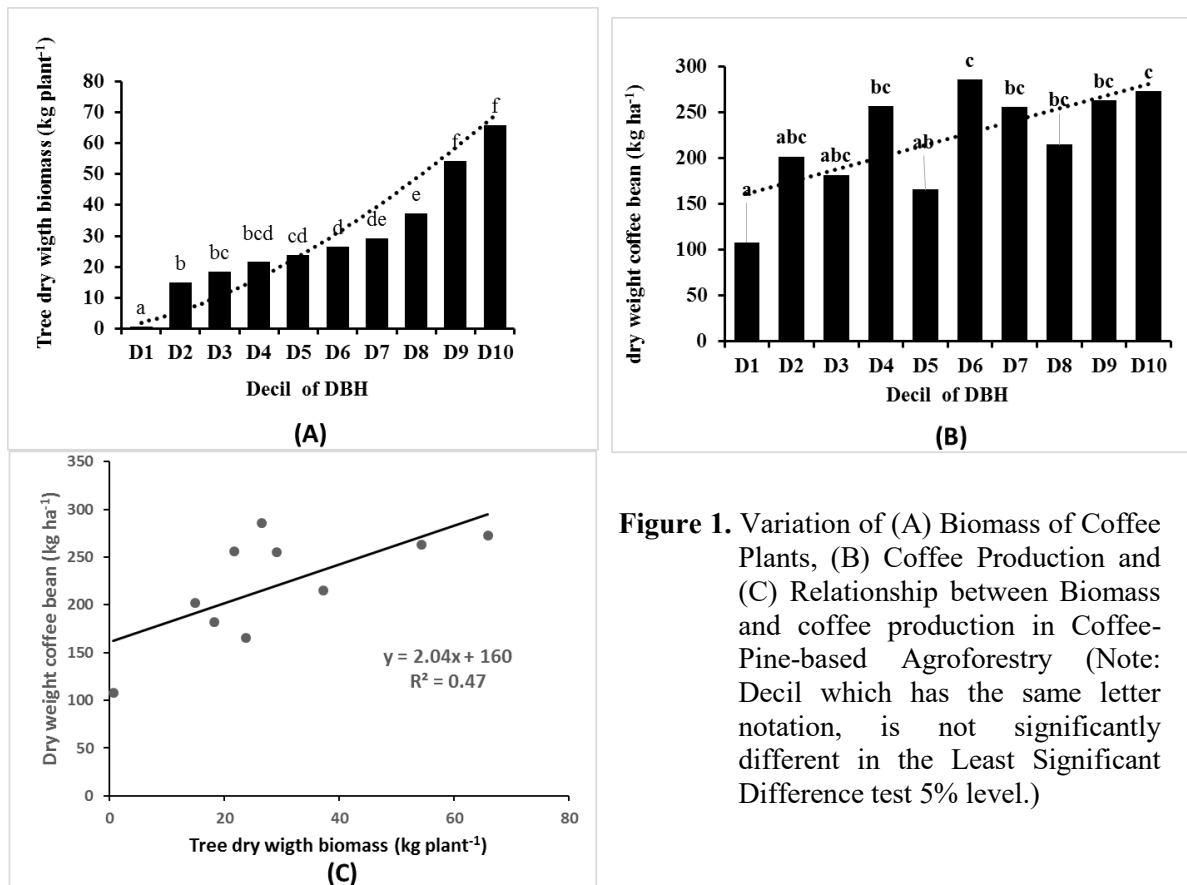 Tree dry wigth biomass (kg plant⁻¹)
80
70
60
50
40
30
20
10
0
a
b
bc
bcd
cd
d
de
e
f
f
D1 D2 D3 D4 D5 D6 D7 D8 D9 D10
Decil of DBH
(A)
dry weight coffee bean (kg ha⁻¹)
300
250
200
150
100
50
0
a
abc
abc
bc
ab
c
bc
bc
bc
c
D1 D2 D3 D4 D5 D6 D7 D8 D9 D10
Decil of DBH
(B)
Dry weight coffee bean (kg ha⁻¹)
350
300
250
200
150
100
50
0
y = 2.04x + 160
R² = 0.47
0 20 40 60 80
Tree dry wigth biomass (kg plant⁻¹)
(C)
Figure 1. Variation of (A) Biomass of Coffee
Plants, (B) Coffee Production and
(C) Relationship between Biomass
and coffee production in Coffee-
Pine-based Agroforestry (Note:
Decil which has the same letter
notation, is not significantly
different in the Least Significant
Difference test 5% level.)